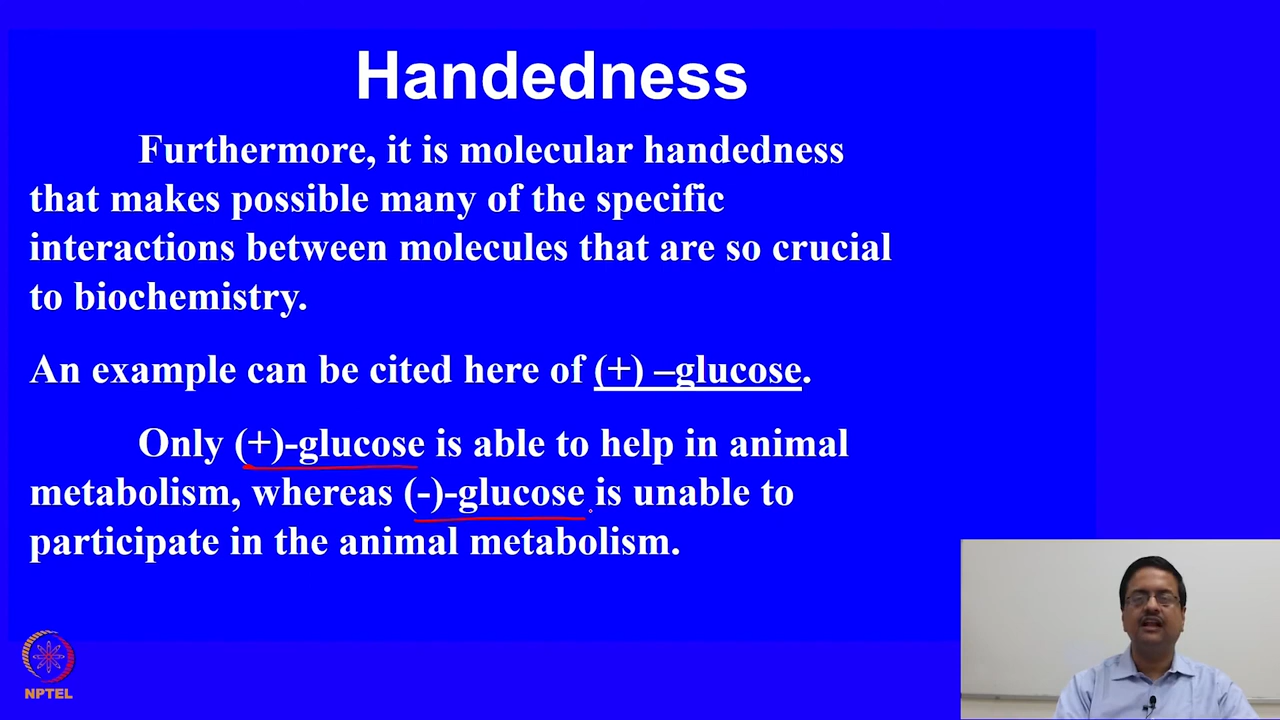 Handedness
Furthermore, it is molecular handedness
that makes possible many of the specific
interactions between molecules that are so crucial
to biochemistry.
An example can be cited here of (+) –glucose.
Only (+)-glucose is able to help in animal
metabolism, whereas (-)-glucose is unable to
participate in the animal metabolism.
NPTEL